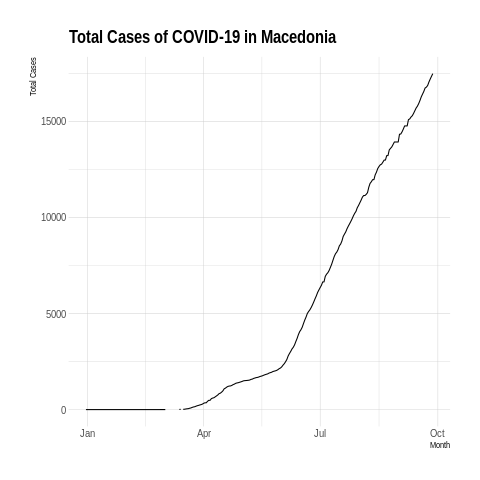 Total Cases of COVID-19 in Macedonia
Total Cases
15000
10000
5000
0
Jan Apr Jul Oct
Month